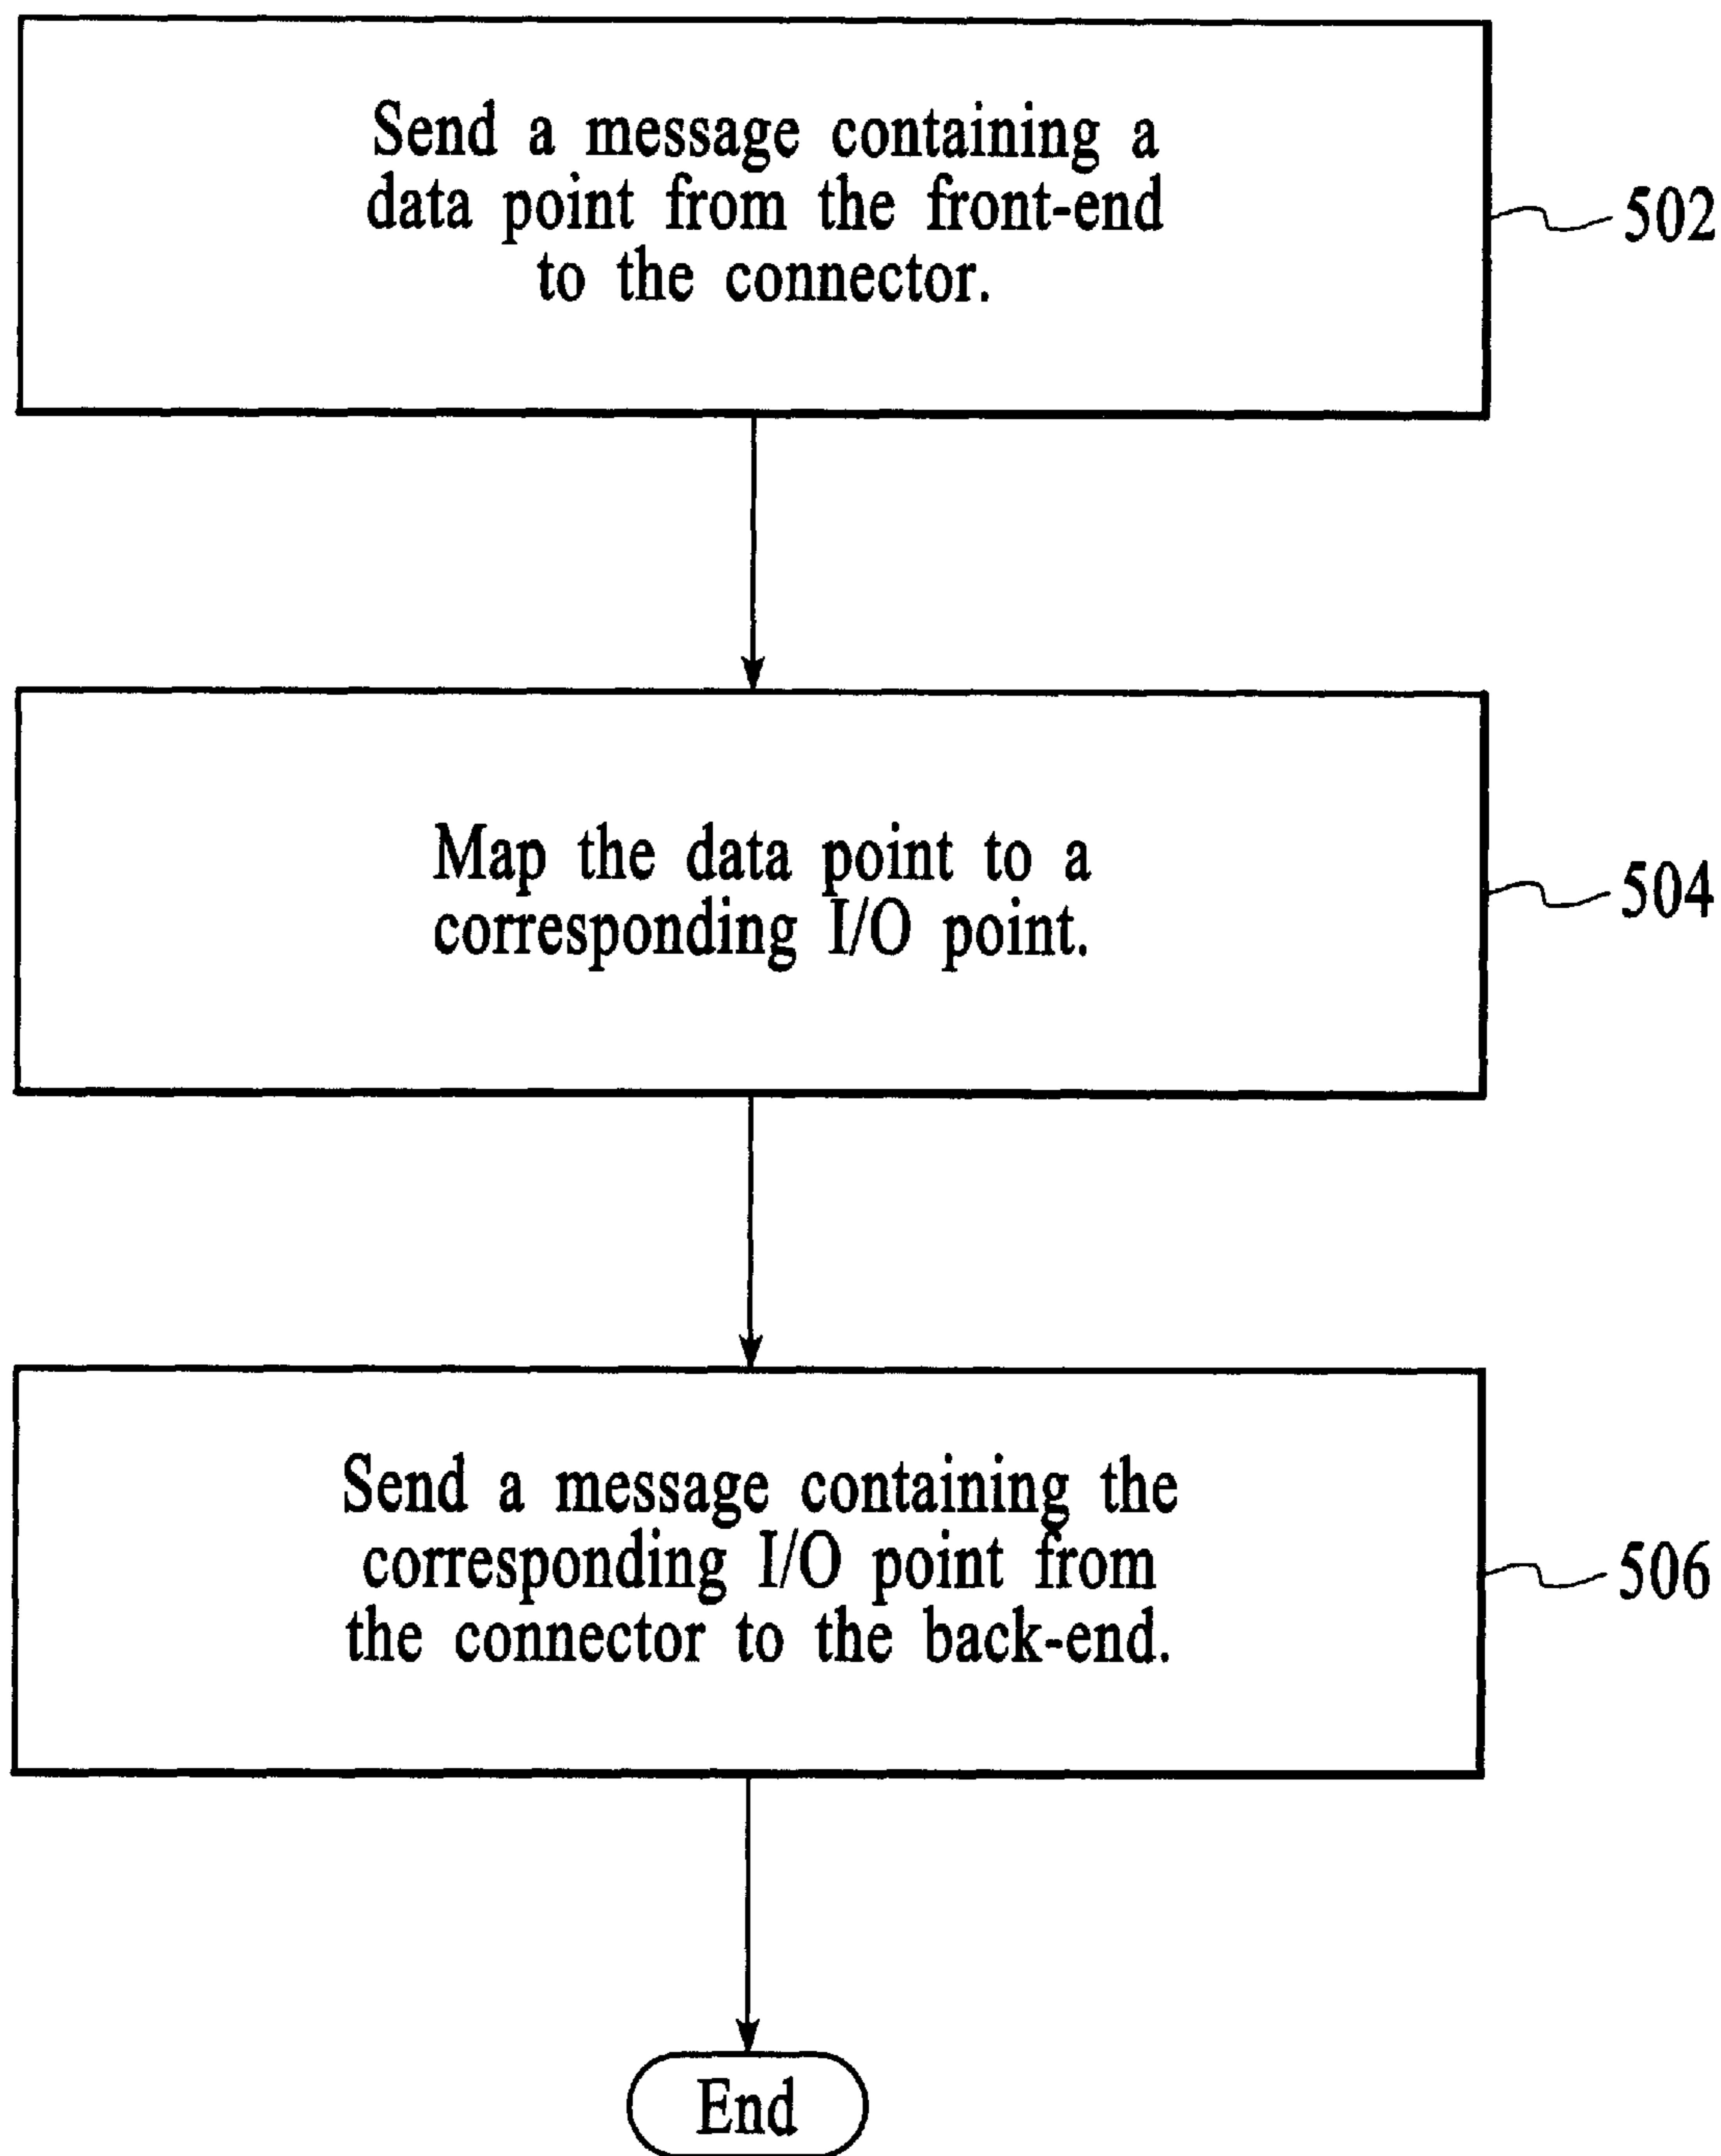 Send a message containing a
data point from the front-end
to the connector.
502
Map the data point to a
corresponding I/O point.
504
Send a message containing the
corresponding I/O point from
the connector to the back-end.
506
End